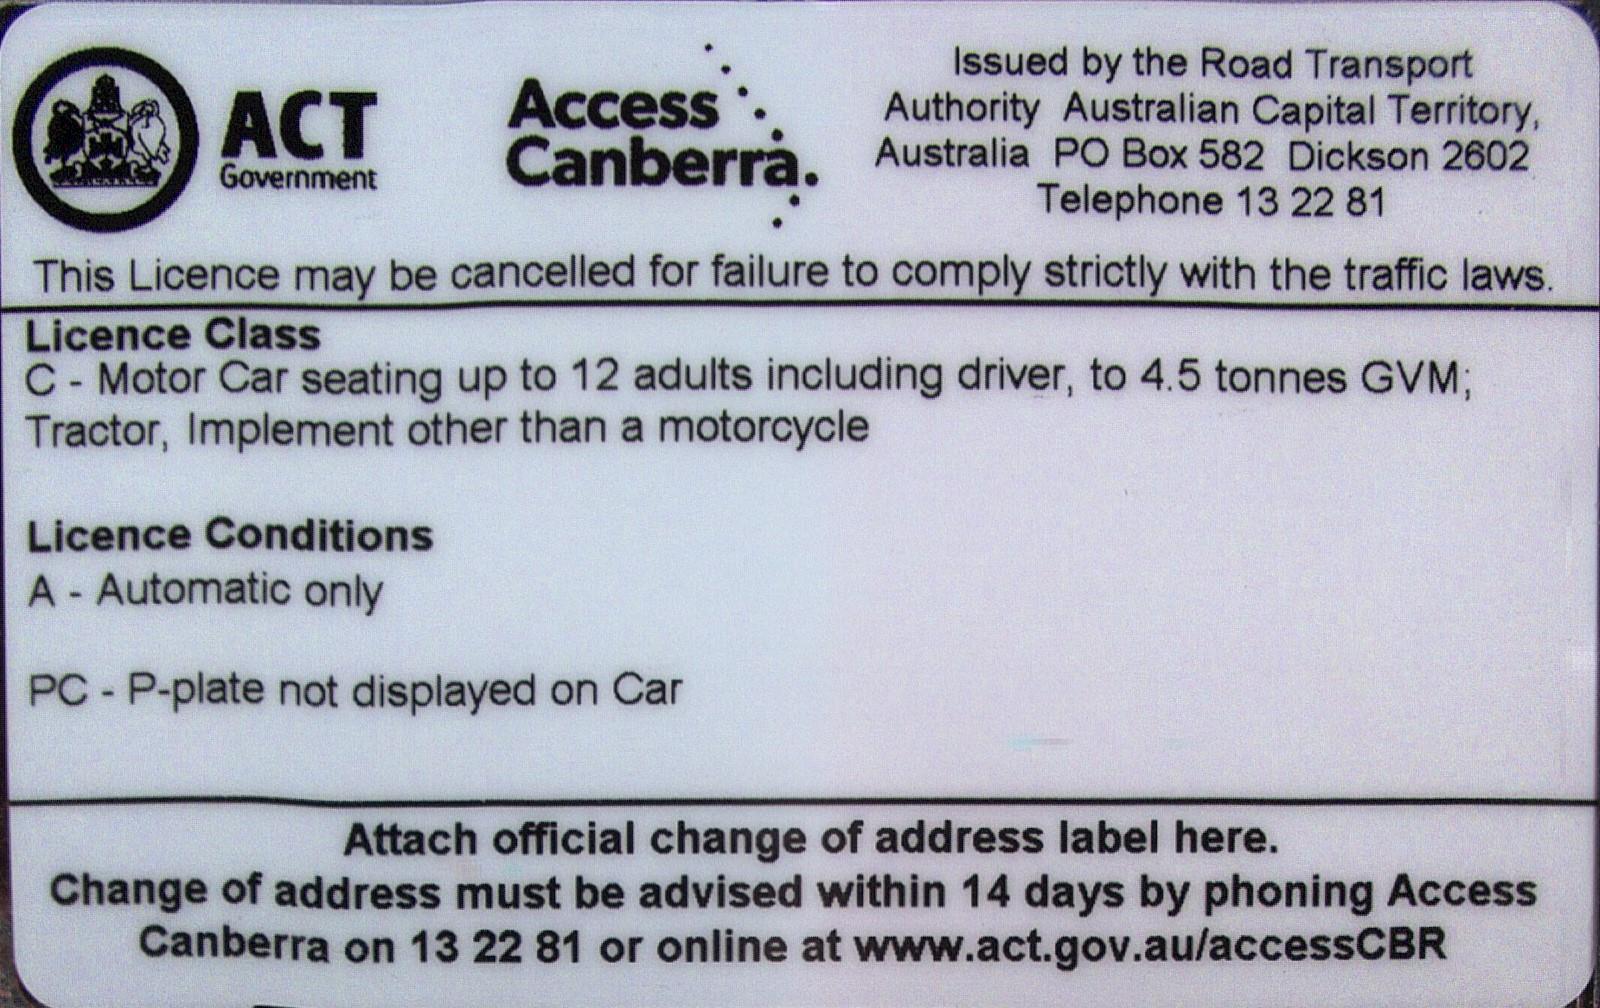 ACT
Government
Access
Canberra.
Issued by the Road Transport
Authority Australian Capital Territory,
Australia PO Box 582 Dickson 2602
Telephone 13 22 81
This Licence may be cancelled for failure to comply strictly with the traffic laws.
Licence Class
C - Motor Car seating up to 12 adults including driver, to 4.5 tonnes GVM;
Tractor, Implement other than a motorcycle
Licence Conditions
A - Automatic only
PC - P-plate not displayed on Car
Attach official change of address label here.
Change of address must be advised within 14 days by phoning Access
Canberra on 13 22 81 or online at www.act.gov.au/accessCBR